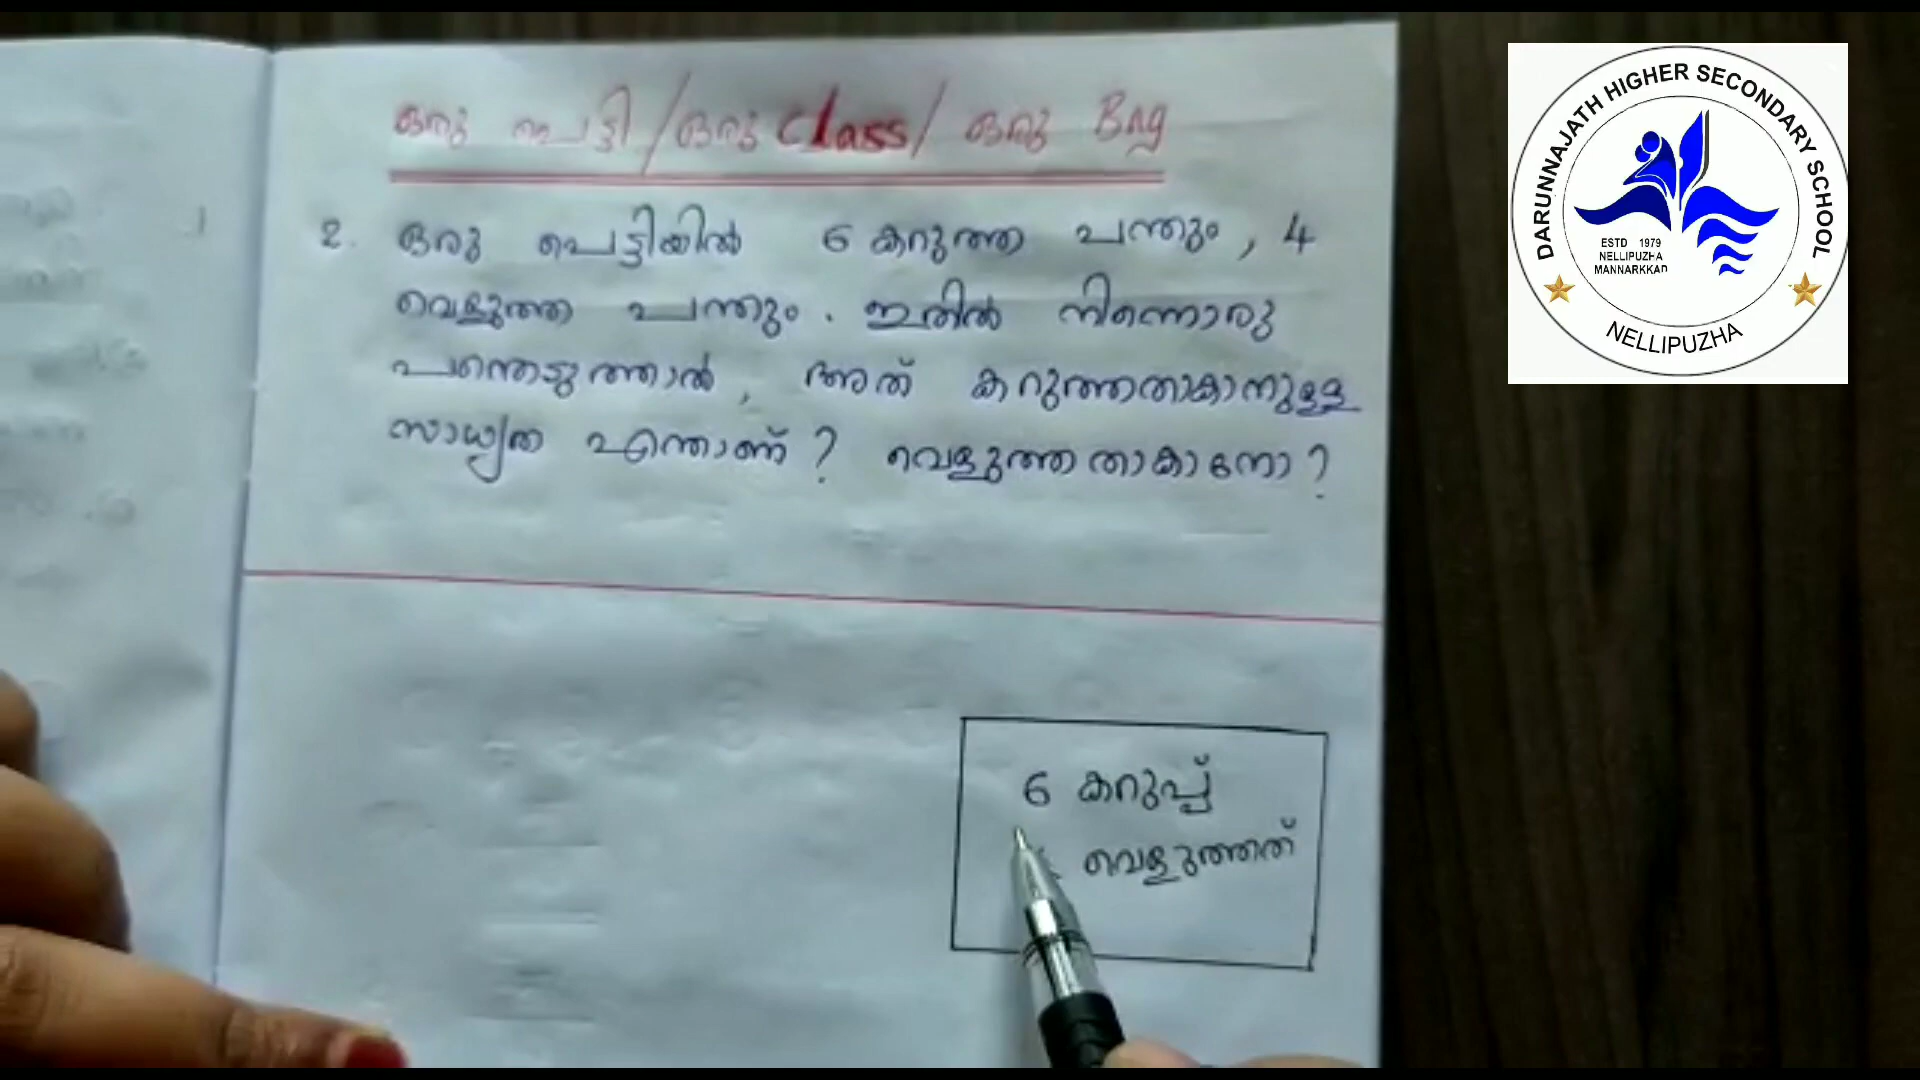 ഒരു പെട്ടി / ഒരു Class / ഒരു Bag
2. ഒരു പെട്ടിയിൽ 6 കറുത്ത പന്തും, 4
വെളുത്ത പന്തും. ഇതിൽ നിന്നൊരു
പന്തെടുത്താൽ, അത് കറുത്തതാകാനുള്ള
സാധ്യത എന്താണ്? വെളുത്തതാകാനോ?
6 കറുപ്പ്
വെളുത്തത്
DARUNNAJATH HIGHER SECONDARY SCHOOL
ESTD 1979
NELLIPUZHA
MANNARKKAD
NELLIPUZHA